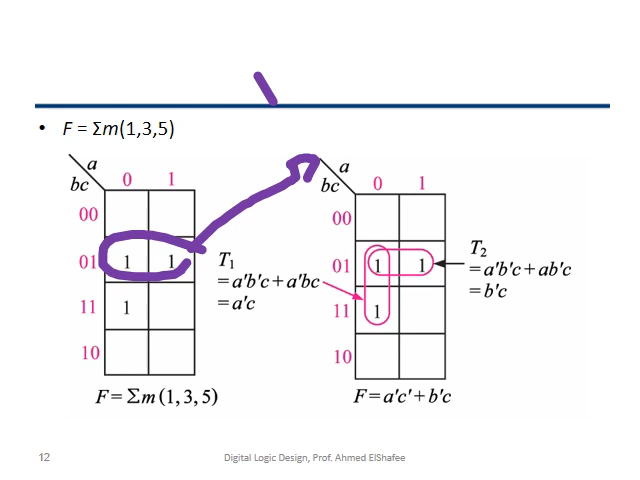 • F = Σm(1,3,5)
a
bc 0 1
00
01 1 1
11 1
10
F = Σm (1, 3, 5)
T₁
= a'b'c + a'bc
= a'c
a
bc 0 1
00
01 1 1
11 1
10
F = a'c' + b'c
T₂
= a'b'c + ab'c
= b'c
12 Digital Logic Design, Prof. Ahmed ElShafee